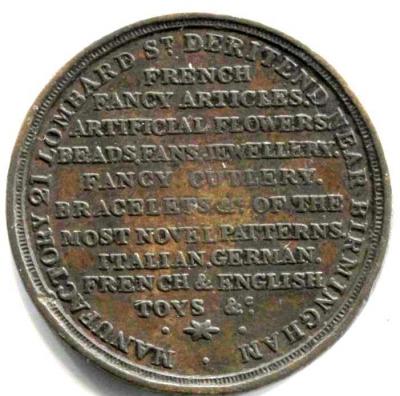 MANUFACTORY 21 LOMBARD ST DERITEND NEAR BIRMINGHAM
FRENCH
FANCY ARTICLES.
ARTIFICIAL FLOWERS
BEADS, FANS, JEWELLERY.
FANCY CUTLERY.
BRACELETS &c. OF THE
MOST NOVEL PATTERNS.
ITALIAN, GERMAN,
FRENCH & ENGLISH
TOYS &c.